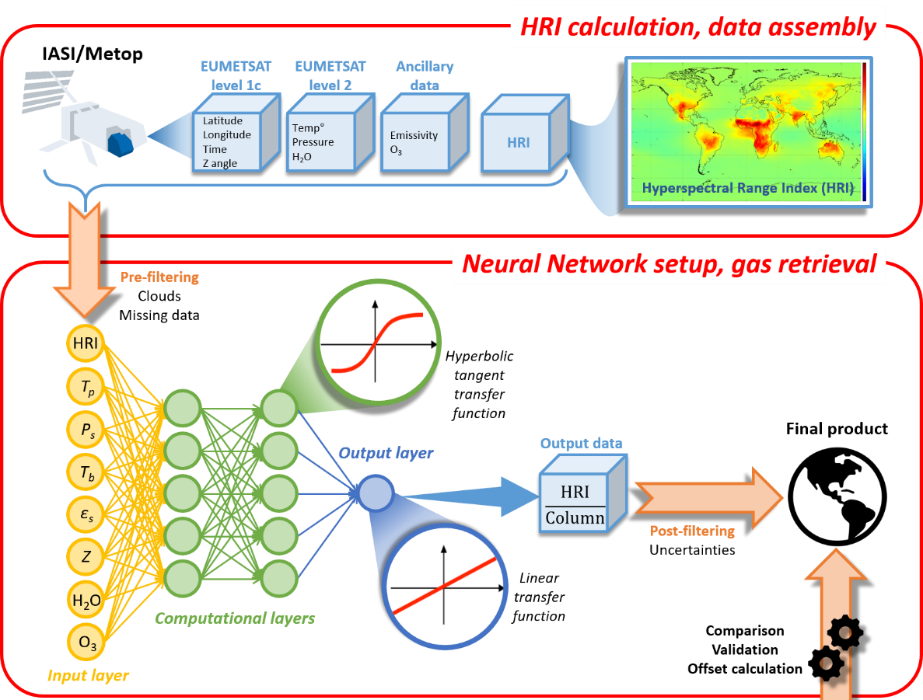 HRI calculation, data assembly
IASI/Metop
EUMETSAT
level 1c
EUMETSAT
level 2
Ancillary
data
Latitude
Longitude
Time
Z angle
Temp°
Pressure
H₂O
Emissivity
O₃
HRI
Hyperspectral Range Index (HRI)
Neural Network setup, gas retrieval
Pre-filtering
Clouds
Missing data
HRI
Tₚ
Pₛ
T_b
εₛ
Z
H₂O
O₃
Input layer
Computational layers
Hyperbolic
tangent
transfer
function
Output layer
Linear
transfer
function
Output data
HRI
Column
Post-filtering
Uncertainties
Final product
Comparison
Validation
Offset calculation